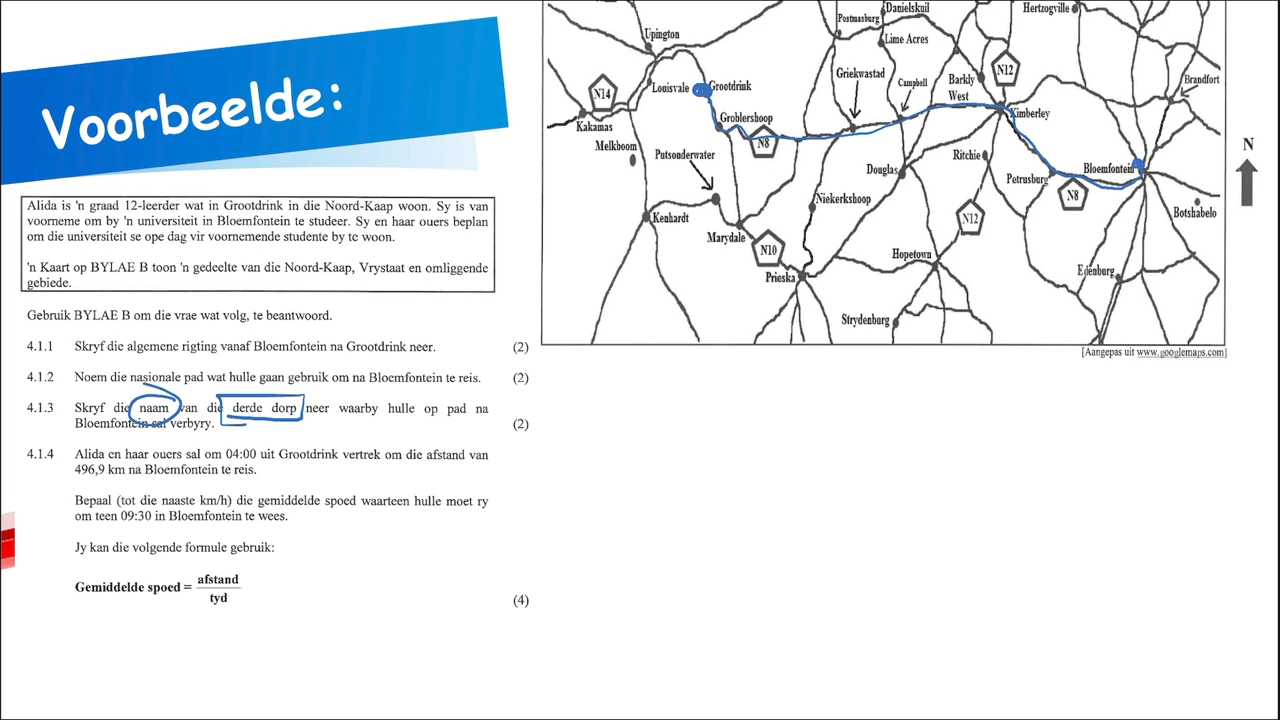 Voorbeelde:
Alida is 'n graad 12-leerder wat in Grootdrink in die Noord-Kaap woon. Sy is van
voorneme om by 'n universiteit in Bloemfontein te studeer. Sy en haar ouers beplan
om die universiteit se ope dag vir voornemende studente by te woon.
'n Kaart op BYLAE B toon 'n gedeelte van die Noord-Kaap, Vrystaat en omliggende
gebiede.
Gebruik BYLAE B om die vrae wat volg, te beantwoord.
4.1.1 Skryf die algemene rigting vanaf Bloemfontein na Grootdrink neer. (2)
4.1.2 Noem die nasionale pad wat hulle gaan gebruik om na Bloemfontein te reis. (2)
4.1.3 Skryf die naam van die derde dorp neer waarby hulle op pad na
Bloemfontein sal verbyry. (2)
4.1.4 Alida en haar ouers sal om 04:00 uit Grootdrink vertrek om die afstand van
496,9 km na Bloemfontein te reis.
Bepaal (tot die naaste km/h) die gemiddelde spoed waarteen hulle moet ry
om teen 09:30 in Bloemfontein te wees.
Jy kan die volgende formule gebruik:
Gemiddelde spoed = afstand
tyd
(4)
Danielskuil
Hertzogville
Postmasburg
Upington
Lime Acres
N12
Griekwastad
Barkly
West
Brandfort
Louisvale
Grootdrink
Campbell
N14
Kimberley
Groblershoop
Kakamas
N8
Melkboom
Putsonderwater
Ritchie
Douglas
Petrusburg
Bloemfontein
N8
Niekerkshoop
Botshabelo
Kenhardt
N12
Marydale
N10
Hopetown
Prieska
Edenburg
Strydenburg
N
[Aangepas uit www.googlemaps.com]